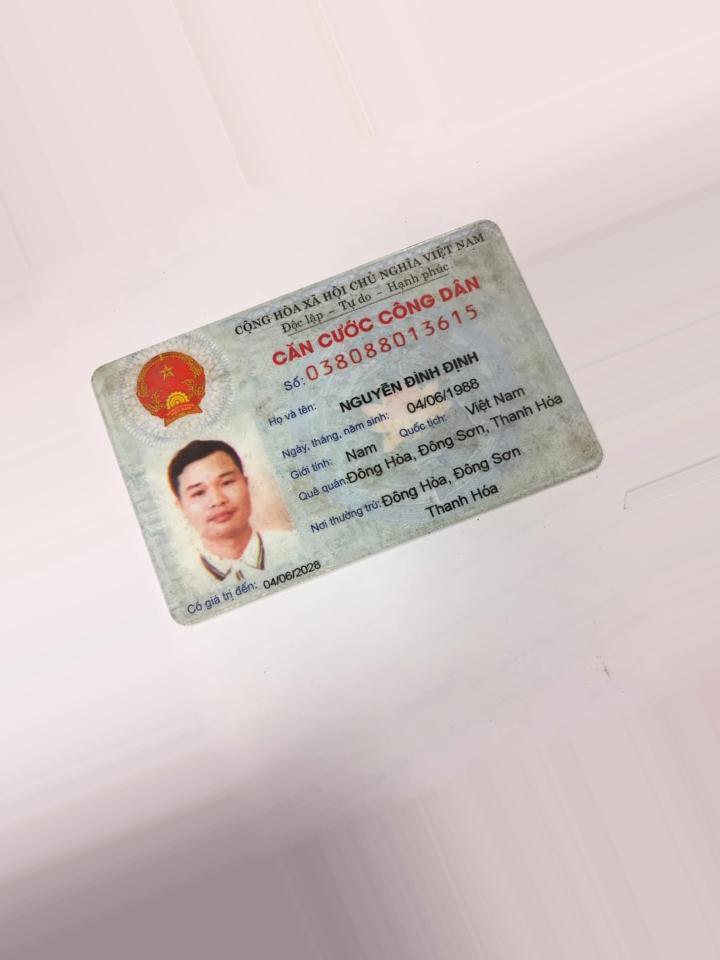 CỘNG HÒA XÃ HỘI CHỦ NGHĨA VIỆT NAM
Độc lập – Tự do – Hạnh phúc
CĂN CƯỚC CÔNG DÂN
Số: 038088013615
Họ và tên: NGUYỄN ĐÌNH ĐỊNH
Ngày, tháng, năm sinh: 04/06/1988
Giới tính: Nam Quốc tịch: Việt Nam
Quê quán: Đông Hòa, Đông Sơn, Thanh Hóa
Nơi thường trú: Đông Hòa, Đông Sơn
Thanh Hóa
Có giá trị đến: 04/06/2028